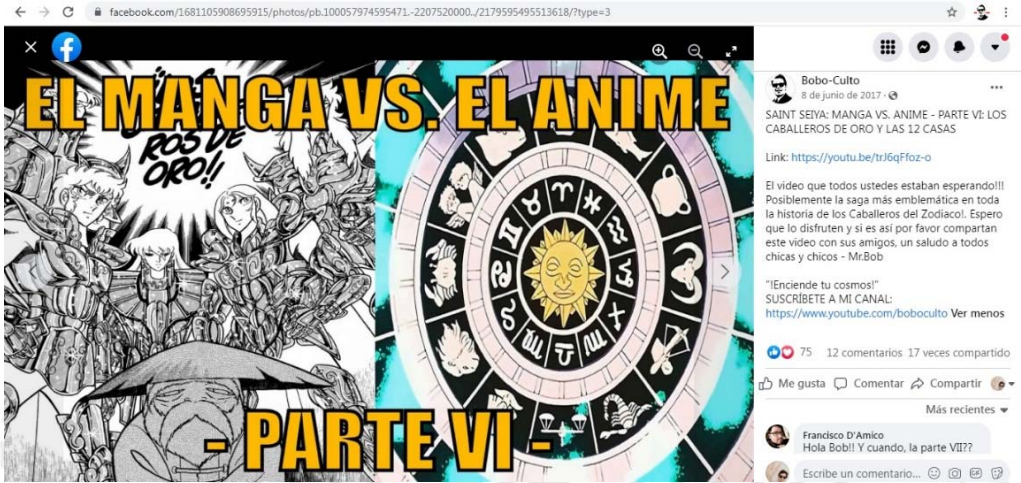 facebook.com/1681105908695915/photos/pb.100057974595471.-2207520000../2179595495513618/?type=3
EL MANGA VS. EL ANIME
ROS DE
ORO!!
- PARTE VI -
Bobo-Culto
8 de junio de 2017 ·
SAINT SEIYA: MANGA VS. ANIME - PARTE VI: LOS
CABALLEROS DE ORO Y LAS 12 CASAS
Link: https://youtu.be/trJ6qFfoz-o
El video que todos ustedes estaban esperando!!!
Posiblemente la saga más emblemática en toda
la historia de los Caballeros del Zodiaco!. Espero
que lo disfruten y si es así por favor compartan
este video con sus amigos, un saludo a todos
chicas y chicos - Mr.Bob
"!Enciende tu cosmos!"
SUSCRÍBETE A MI CANAL:
https://www.youtube.com/boboculto Ver menos
75 12 comentarios 17 veces compartido
Me gusta Comentar Compartir
Más recientes
Francisco D'Amico
Hola Bob!! Y cuando, la parte VII??
Escribe un comentario...